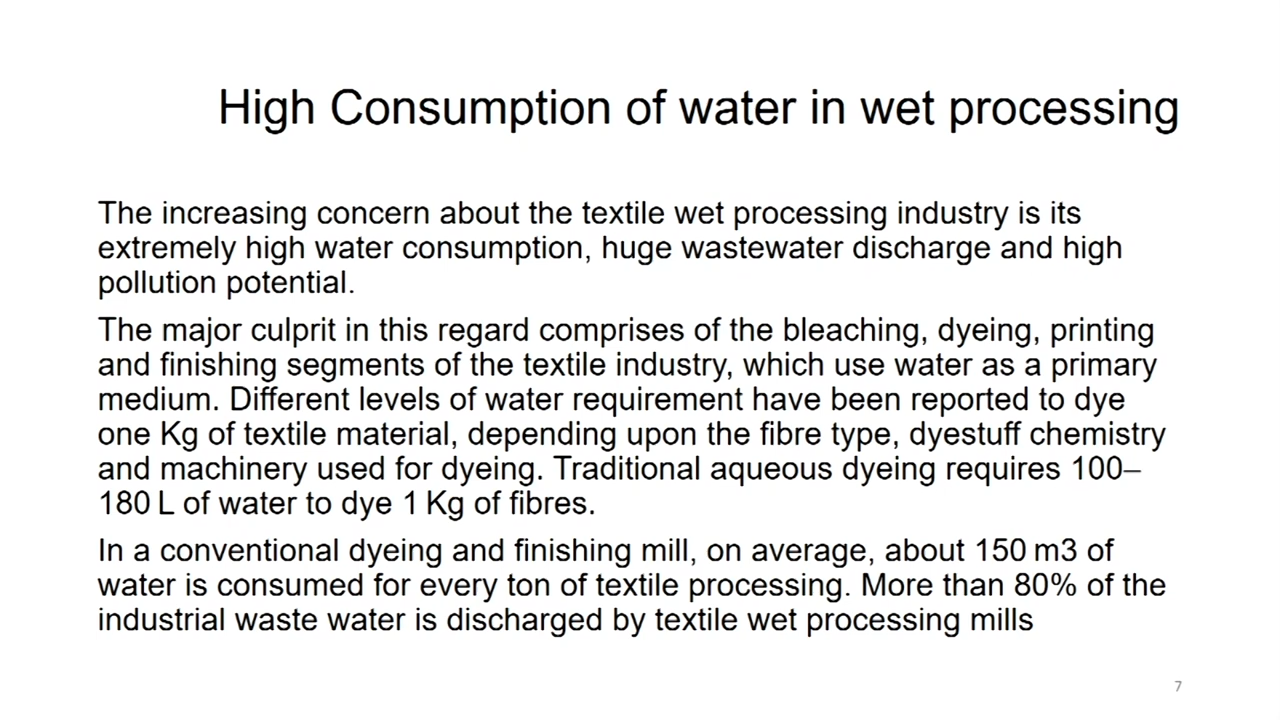 High Consumption of water in wet processing
The increasing concern about the textile wet processing industry is its
extremely high water consumption, huge wastewater discharge and high
pollution potential.
The major culprit in this regard comprises of the bleaching, dyeing, printing
and finishing segments of the textile industry, which use water as a primary
medium. Different levels of water requirement have been reported to dye
one Kg of textile material, depending upon the fibre type, dyestuff chemistry
and machinery used for dyeing. Traditional aqueous dyeing requires 100–
180 L of water to dye 1 Kg of fibres.
In a conventional dyeing and finishing mill, on average, about 150 m3 of
water is consumed for every ton of textile processing. More than 80% of the
industrial waste water is discharged by textile wet processing mills
7